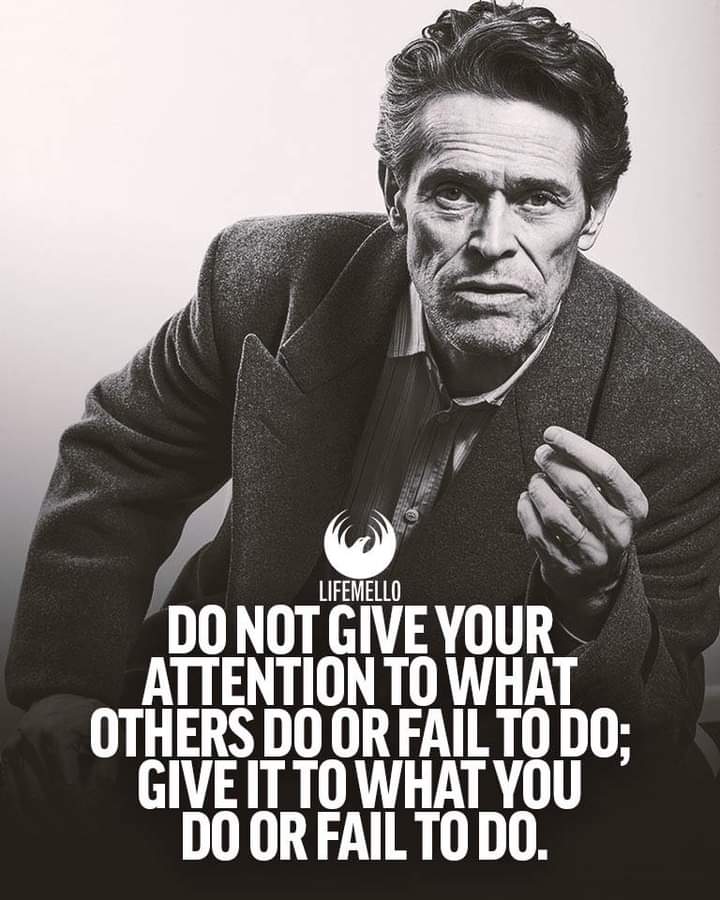 LIFEMELLO
DO NOT GIVE YOUR
ATTENTION TO WHAT
OTHERS DO OR FAIL TO DO;
GIVE IT TO WHAT YOU
DO OR FAIL TO DO.